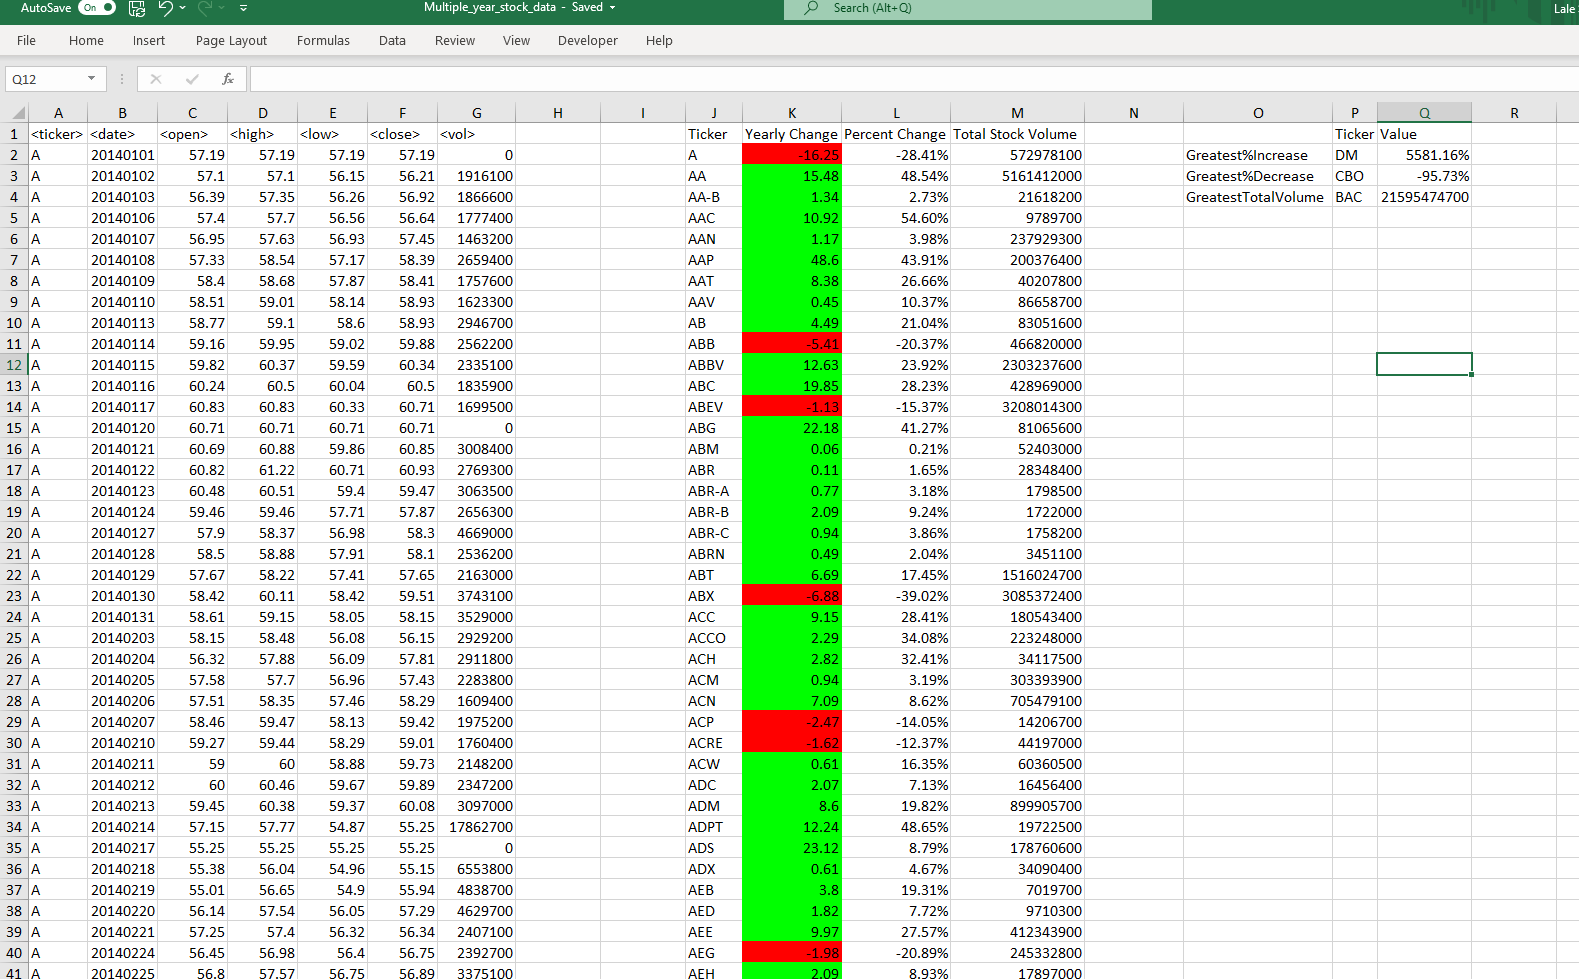 AutoSave On Multiple_year_stock_data - Saved Search (Alt+Q) Lale
File Home Insert Page Layout Formulas Data Review View Developer Help
Q12 fx
A B C D E F G H I J K L M N O P Q R
1 <ticker> <date> <open> <high> <low> <close> <vol> Ticker Yearly Change Percent Change Total Stock Volume Ticker Value
2 A 20140101 57.19 57.19 57.19 57.19 0 A -16.25 -28.41% 572978100 Greatest%Increase DM 5581.16%
3 A 20140102 57.1 57.1 56.15 56.21 1916100 AA 15.48 48.54% 5161412000 Greatest%Decrease CBO -95.73%
4 A 20140103 56.39 57.35 56.26 56.92 1866600 AA-B 1.34 2.73% 21618200 GreatestTotalVolume BAC 21595474700
5 A 20140106 57.4 57.7 56.56 56.64 1777400 AAC 10.92 54.60% 9789700
6 A 20140107 56.95 57.63 56.93 57.45 1463200 AAN 1.17 3.98% 237929300
7 A 20140108 57.33 58.54 57.17 58.39 2659400 AAP 48.6 43.91% 200376400
8 A 20140109 58.4 58.68 57.87 58.41 1757600 AAT 8.38 26.66% 40207800
9 A 20140110 58.51 59.01 58.14 58.93 1623300 AAV 0.45 10.37% 86658700
10 A 20140113 58.77 59.1 58.6 58.93 2946700 AB 4.49 21.04% 83051600
11 A 20140114 59.16 59.95 59.02 59.88 2562200 ABB -5.41 -20.37% 466820000
12 A 20140115 59.82 60.37 59.59 60.34 2335100 ABBV 12.63 23.92% 2303237600
13 A 20140116 60.24 60.5 60.04 60.5 1835900 ABC 19.85 28.23% 428969000
14 A 20140117 60.83 60.83 60.33 60.71 1699500 ABEV -1.13 -15.37% 3208014300
15 A 20140120 60.71 60.71 60.71 60.71 0 ABG 22.18 41.27% 81065600
16 A 20140121 60.69 60.88 59.86 60.85 3008400 ABM 0.06 0.21% 52403000
17 A 20140122 60.82 61.22 60.71 60.93 2769300 ABR 0.11 1.65% 28348400
18 A 20140123 60.48 60.51 59.4 59.47 3063500 ABR-A 0.77 3.18% 1798500
19 A 20140124 59.46 59.46 57.71 57.87 2656300 ABR-B 2.09 9.24% 1722000
20 A 20140127 57.9 58.37 56.98 58.3 4669000 ABR-C 0.94 3.86% 1758200
21 A 20140128 58.5 58.88 57.91 58.1 2536200 ABRN 0.49 2.04% 3451100
22 A 20140129 57.67 58.22 57.41 57.65 2163000 ABT 6.69 17.45% 1516024700
23 A 20140130 58.42 60.11 58.42 59.51 3743100 ABX -6.88 -39.02% 3085372400
24 A 20140131 58.61 59.15 58.05 58.15 3529000 ACC 9.15 28.41% 180543400
25 A 20140203 58.15 58.48 56.08 56.15 2929200 ACCO 2.29 34.08% 223248000
26 A 20140204 56.32 57.88 56.09 57.81 2911800 ACH 2.82 32.41% 34117500
27 A 20140205 57.58 57.7 56.96 57.43 2283800 ACM 0.94 3.19% 303393900
28 A 20140206 57.51 58.35 57.46 58.29 1609400 ACN 7.09 8.62% 705479100
29 A 20140207 58.46 59.47 58.13 59.42 1975200 ACP -2.47 -14.05% 14206700
30 A 20140210 59.27 59.44 58.29 59.01 1760400 ACRE -1.62 -12.37% 44197000
31 A 20140211 59 60 58.88 59.73 2148200 ACW 0.61 16.35% 60360500
32 A 20140212 60 60.46 59.67 59.89 2347200 ADC 2.07 7.13% 16456400
33 A 20140213 59.45 60.38 59.37 60.08 3097000 ADM 8.6 19.82% 899905700
34 A 20140214 57.15 57.77 54.87 55.25 17862700 ADPT 12.24 48.65% 19722500
35 A 20140217 55.25 55.25 55.25 55.25 0 ADS 23.12 8.79% 178760600
36 A 20140218 55.38 56.04 54.96 55.15 6553800 ADX 0.61 4.67% 34090400
37 A 20140219 55.01 56.65 54.9 55.94 4838700 AEB 3.8 19.31% 7019700
38 A 20140220 56.14 57.54 56.05 57.29 4629700 AED 1.82 7.72% 9710300
39 A 20140221 57.25 57.4 56.32 56.34 2407100 AEE 9.97 27.57% 412343900
40 A 20140224 56.45 56.98 56.4 56.75 2392700 AEG -1.98 -20.89% 245332800
41 A 20140225 56.8 57.57 56.75 56.89 3375100 AEH 2.09 8.93% 17897000